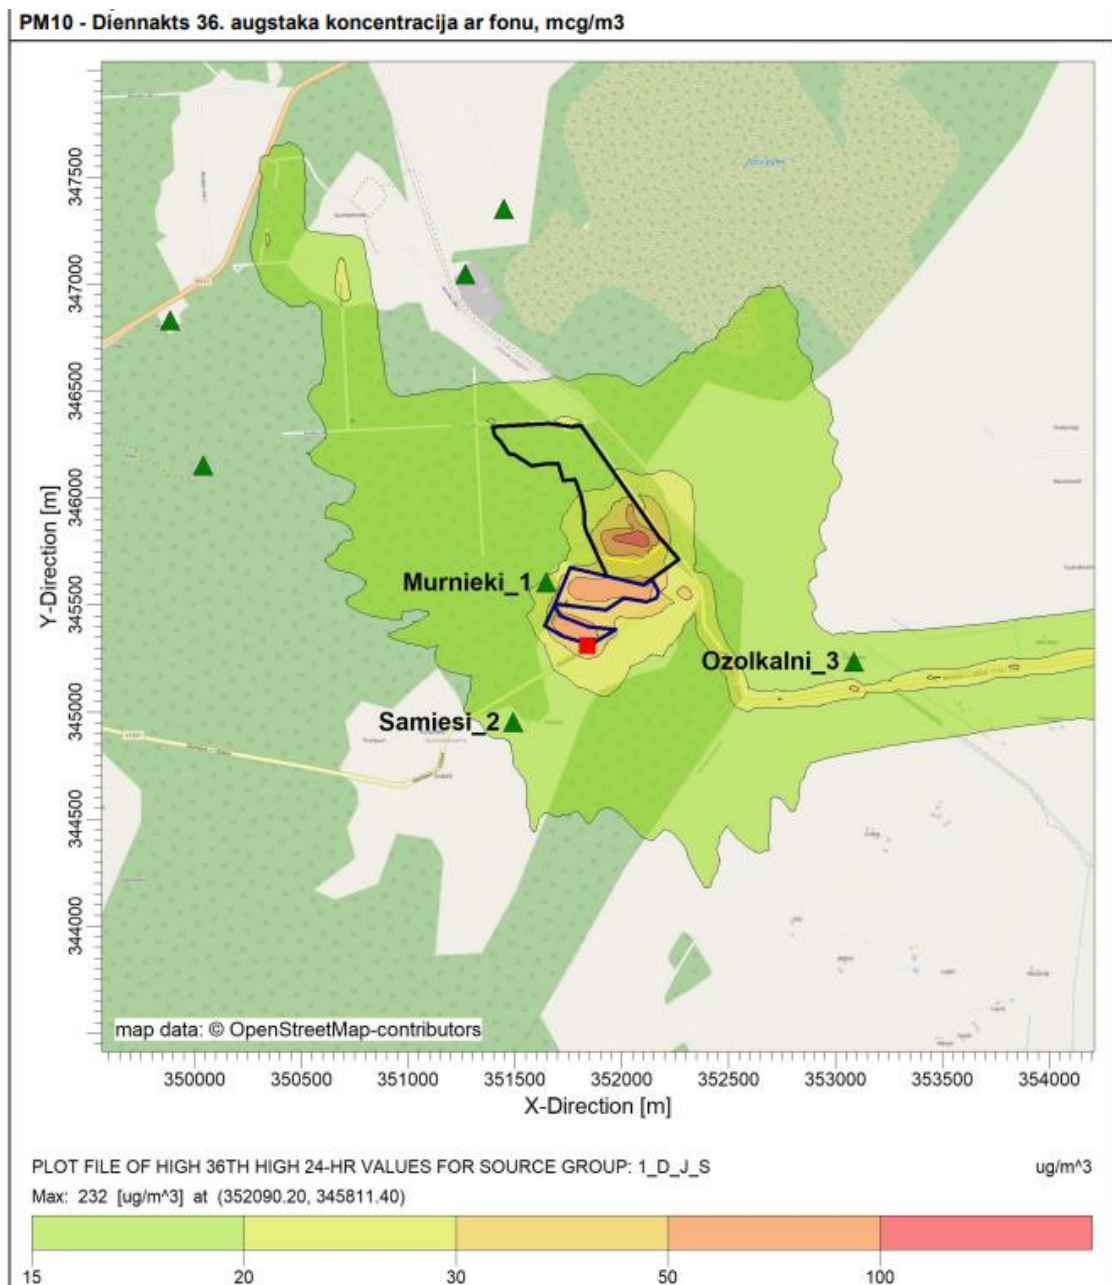 PM10 - Diennakts 36. augstaka koncentracija ar fonu, mcg/m3
Y-Direction [m]
347500
347000
346500
346000
345500
345000
344500
344000
Murnieki_1
Ozolkalni_3
Samiesi_2
map data: © OpenStreetMap-contributors
350000 350500 351000 351500 352000 352500 353000 353500 354000
X-Direction [m]
PLOT FILE OF HIGH 36TH HIGH 24-HR VALUES FOR SOURCE GROUP: 1_D_J_S ug/m^3
Max: 232 [ug/m^3] at (352090.20, 345811.40)
15 20 30 50 100